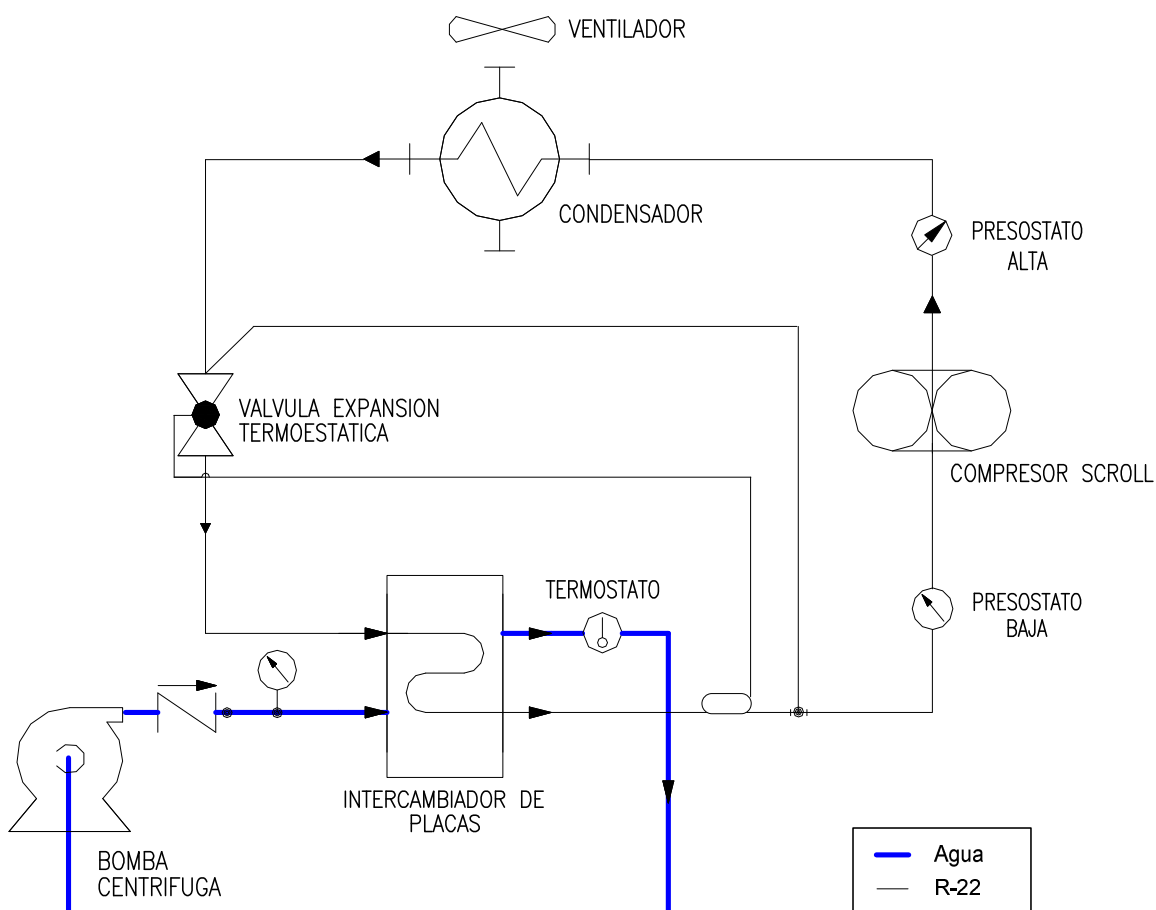 VENTILADOR
CONDENSADOR
PRESOSTATO
ALTA
VALVULA EXPANSION
TERMOESTATICA
COMPRESOR SCROLL
TERMOSTATO
PRESOSTATO
BAJA
INTERCAMBIADOR DE
PLACAS
BOMBA
CENTRIFUGA
Agua
R-22